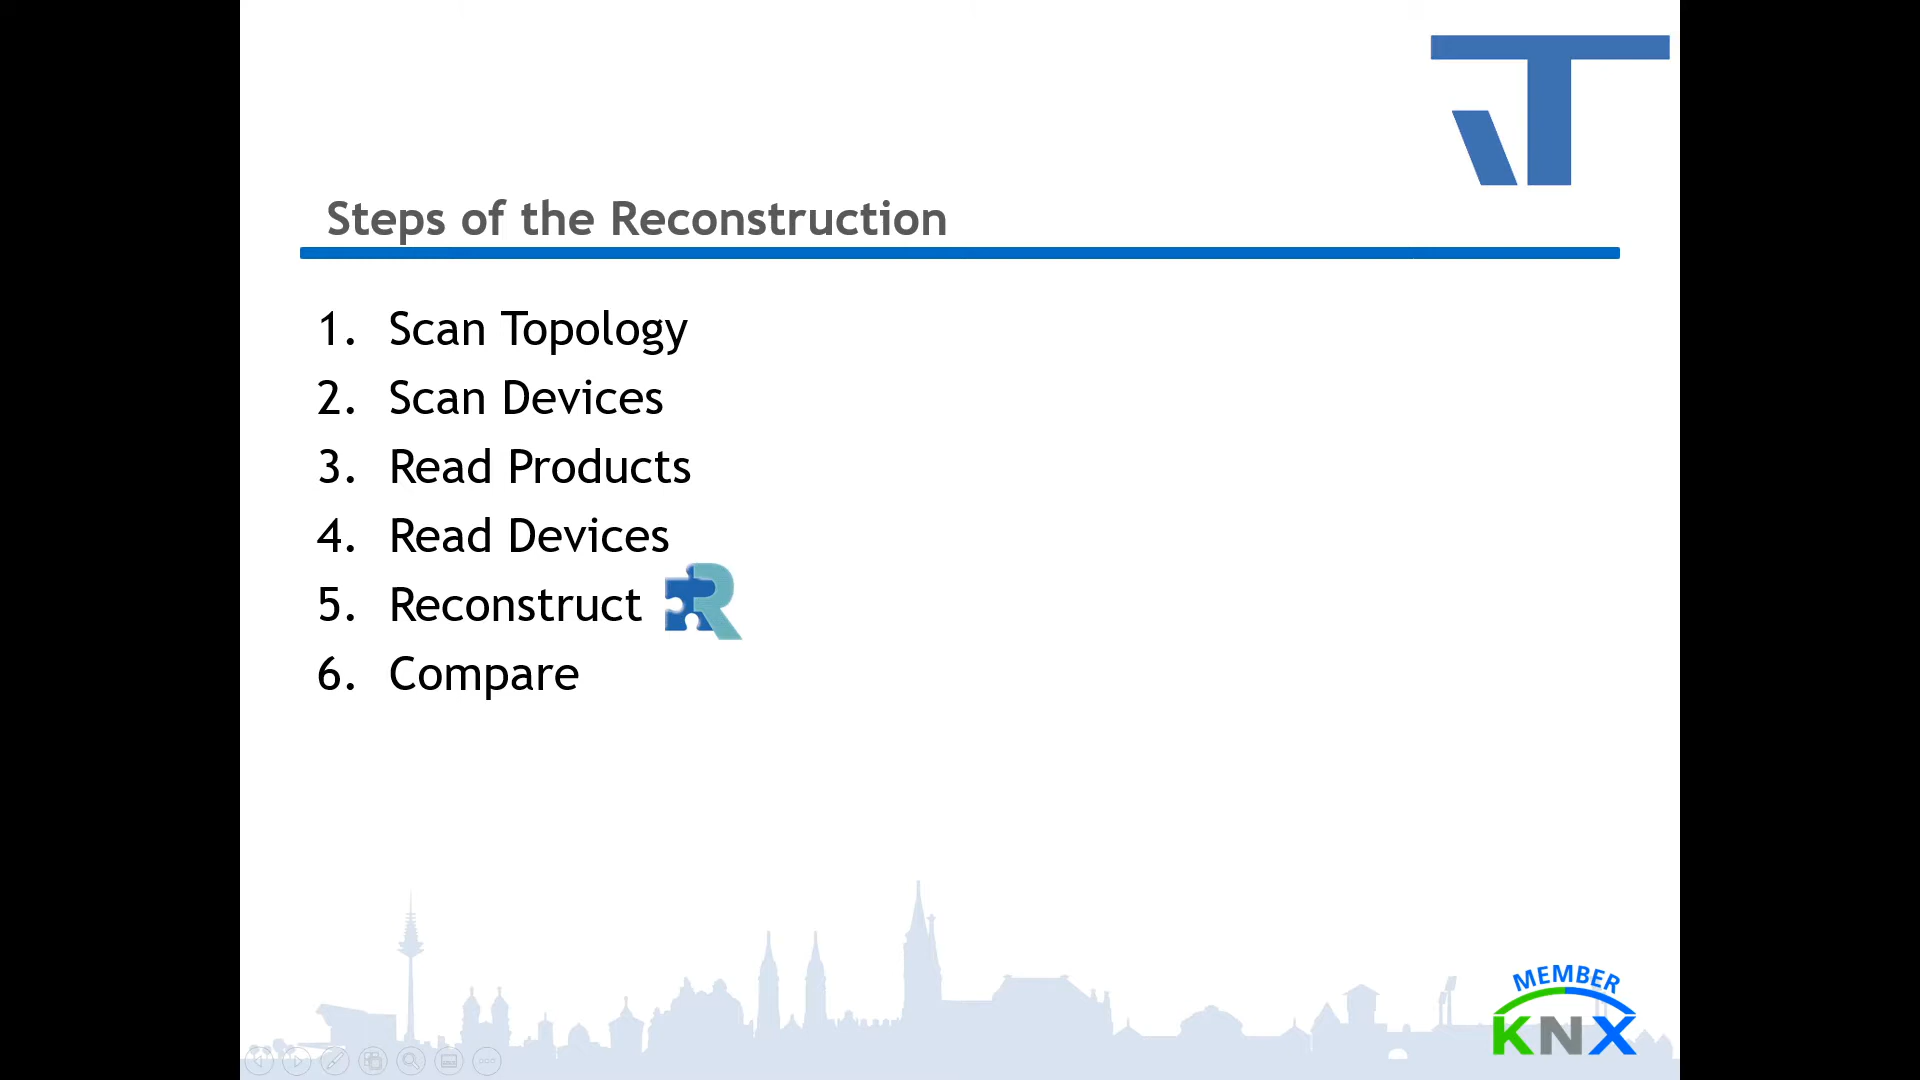 Steps of the Reconstruction
1. Scan Topology
2. Scan Devices
3. Read Products
4. Read Devices
5. Reconstruct R
6. Compare
MEMBER
KNX